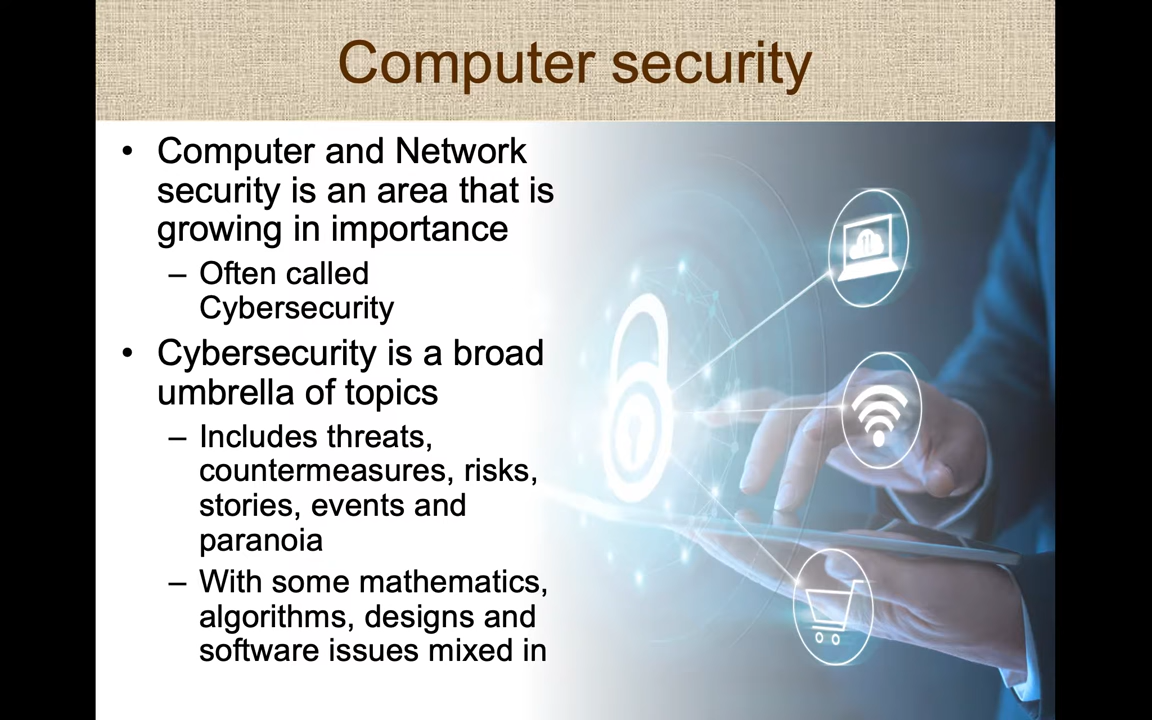 Computer security
• Computer and Network
security is an area that is
growing in importance
– Often called
Cybersecurity
• Cybersecurity is a broad
umbrella of topics
– Includes threats,
countermeasures, risks,
stories, events and
paranoia
– With some mathematics,
algorithms, designs and
software issues mixed in